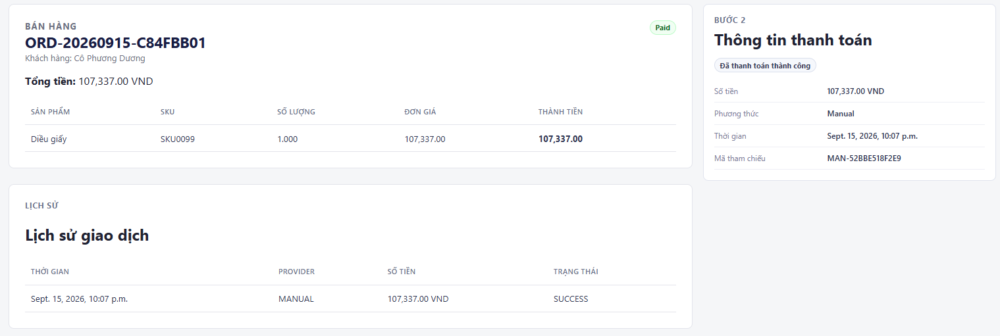 BÁN HÀNG
Paid
ORD-20260915-C84FBB01
Khách hàng: Cô Phương Dương
Tổng tiền: 107,337.00 VND
SẢN PHẨM SKU SỐ LƯỢNG ĐƠN GIÁ THÀNH TIỀN
Diều giấy SKU0099 1.000 107,337.00 107,337.00
LỊCH SỬ
Lịch sử giao dịch
THỜI GIAN PROVIDER SỐ TIỀN TRẠNG THÁI
Sept. 15, 2026, 10:07 p.m. MANUAL 107,337.00 VND SUCCESS
BƯỚC 2
Thông tin thanh toán
Đã thanh toán thành công
Số tiền 107,337.00 VND
Phương thức Manual
Thời gian Sept. 15, 2026, 10:07 p.m.
Mã tham chiếu MAN-52BBE518F2E9